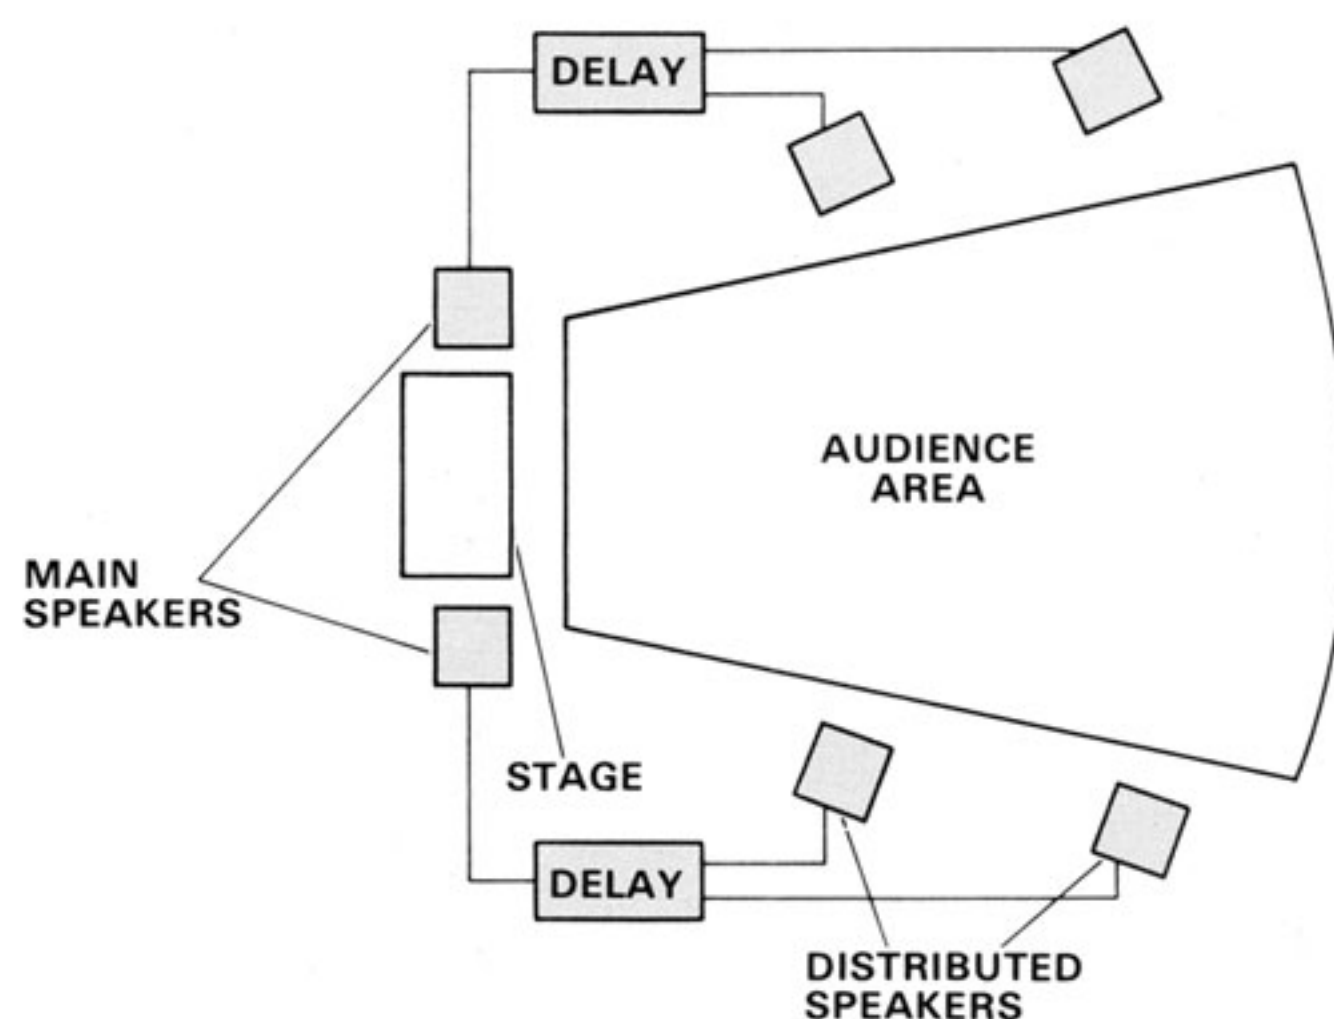 DELAY
AUDIENCE
AREA
MAIN
SPEAKERS
STAGE
DELAY
DISTRIBUTED
SPEAKERS